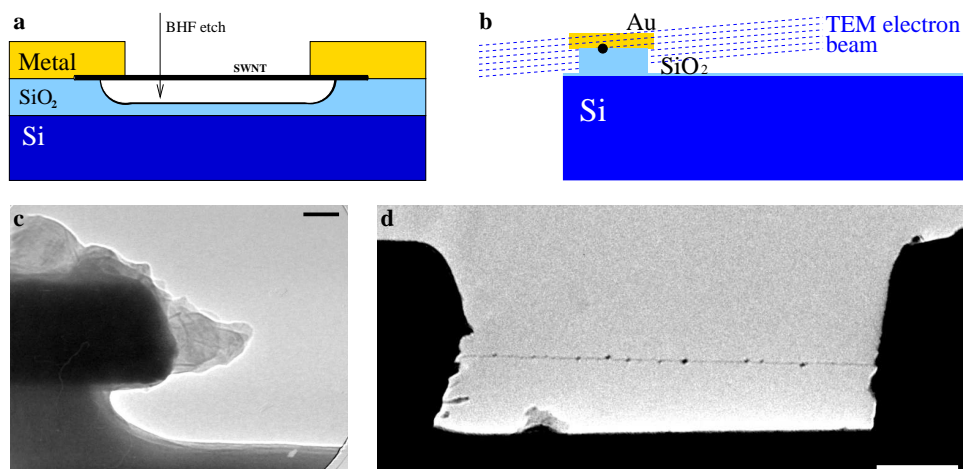 a
BHF etch
Metal
SWNT
SiO2
Si
b
Au
TEM electron
beam
SiO2
Si
c
d